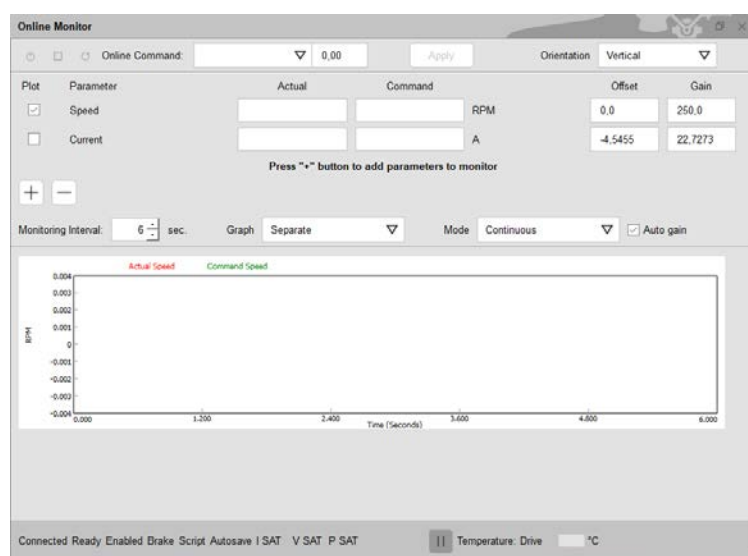 Online Monitor
Online Command: 0,00 Apply Orientation Vertical
Plot Parameter Actual Command Offset Gain
Speed RPM 0,0 250,0
Current A -4,5455 22,7273
Press "+" button to add parameters to monitor
Monitoring Interval: 6 sec. Graph Separate Mode Continuous Auto gain
Actual Speed Command Speed
0.004
0.003
0.002
0.001
0
-0.001
-0.002
-0.003
-0.004
RPM
0.000 1.200 2.400 3.600 4.800 6.000
Time (Seconds)
Connected Ready Enabled Brake Script Autosave I SAT V SAT P SAT Temperature: Drive °C